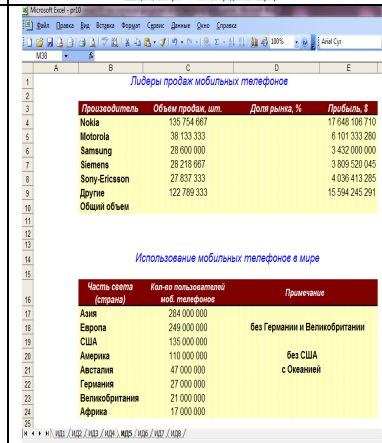 Microsoft Excel - pr10
Файл Правка Вид Вставка Формат Сервис Данные Окно Справка
100% Arial Cyr
M38
A B C D E
1 Лидеры продаж мобильных телефонов
2
3 Производитель Объем продаж, шт. Доля рынка, % Прибыль, $
4 Nokia 135 754 667 17 648 106 710
5 Motorola 38 133 333 6 101 333 280
6 Samsung 28 600 000 3 432 000 000
7 Siemens 28 218 667 3 809 520 045
8 Sony-Ericsson 27 837 333 4 036 413 285
9 Другие 122 789 333 15 594 245 291
10 Общий объем
11
12
13
14 Использование мобильных телефонов в мире
15
16 Часть света (страна) Кол-во пользователей моб. телефонов Примечание
17 Азия 284 000 000
18 Европа 249 000 000 без Германии и Великобритании
19 США 135 000 000
20 Америка 110 000 000 без США
21 Австалия 47 000 000 с Океанией
22 Германия 27 000 000
23 Великобритания 21 000 000
24 Африка 17 000 000
25
ИД1 / ИД2 / ИД3 / ИД4 \ ИД5 / ИД6 / ИД7 / ИД8 /